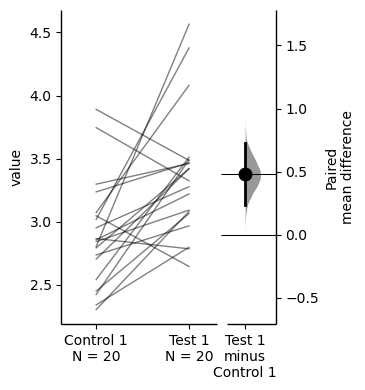 4.5
4.0
3.5
3.0
2.5
value
Control 1
N = 20
Test 1
N = 20
1.5
1.0
0.5
0.0
−0.5
Paired
mean difference
Test 1
minus
Control 1